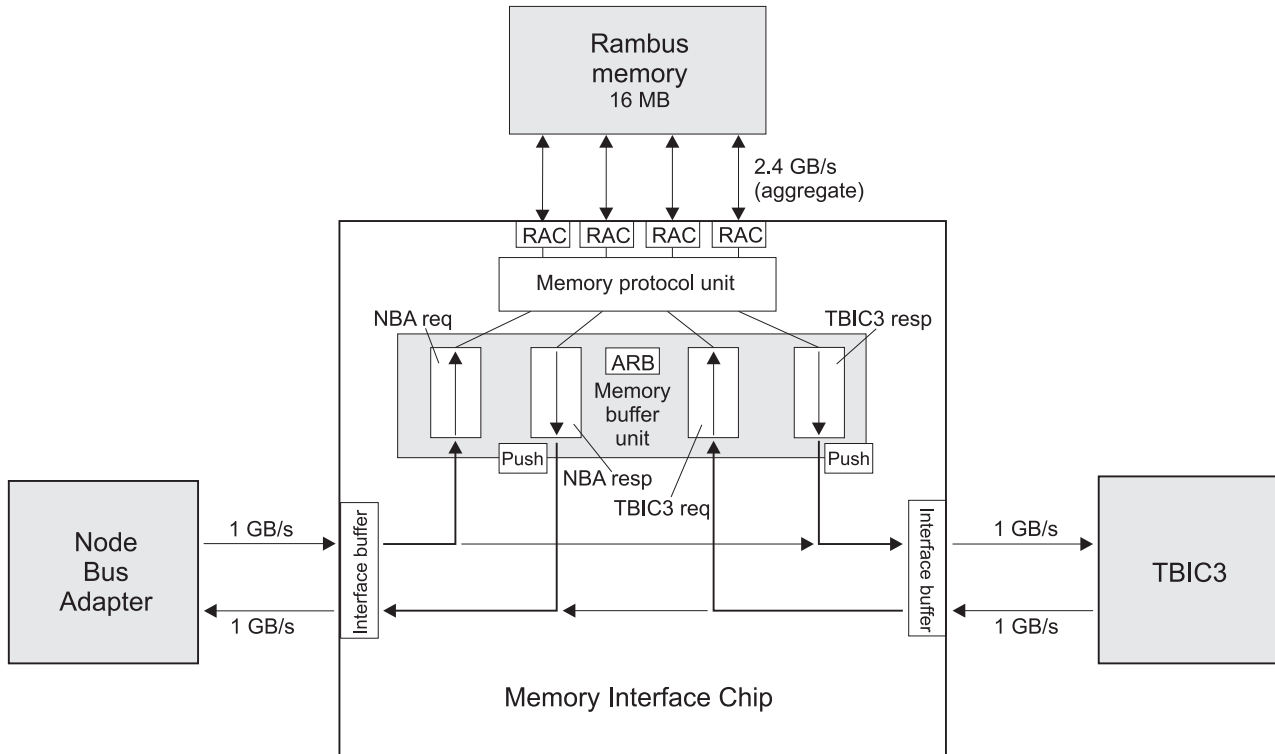 Rambus
memory
16 MB
2.4 GB/s
(aggregate)
RAC
RAC
RAC
RAC
Memory protocol unit
NBA req
TBIC3 resp
ARB
Memory
buffer
unit
Push
Push
NBA resp
TBIC3 req
Node
Bus
Adapter
1 GB/s
1 GB/s
Interface buffer
Interface buffer
1 GB/s
1 GB/s
TBIC3
Memory Interface Chip